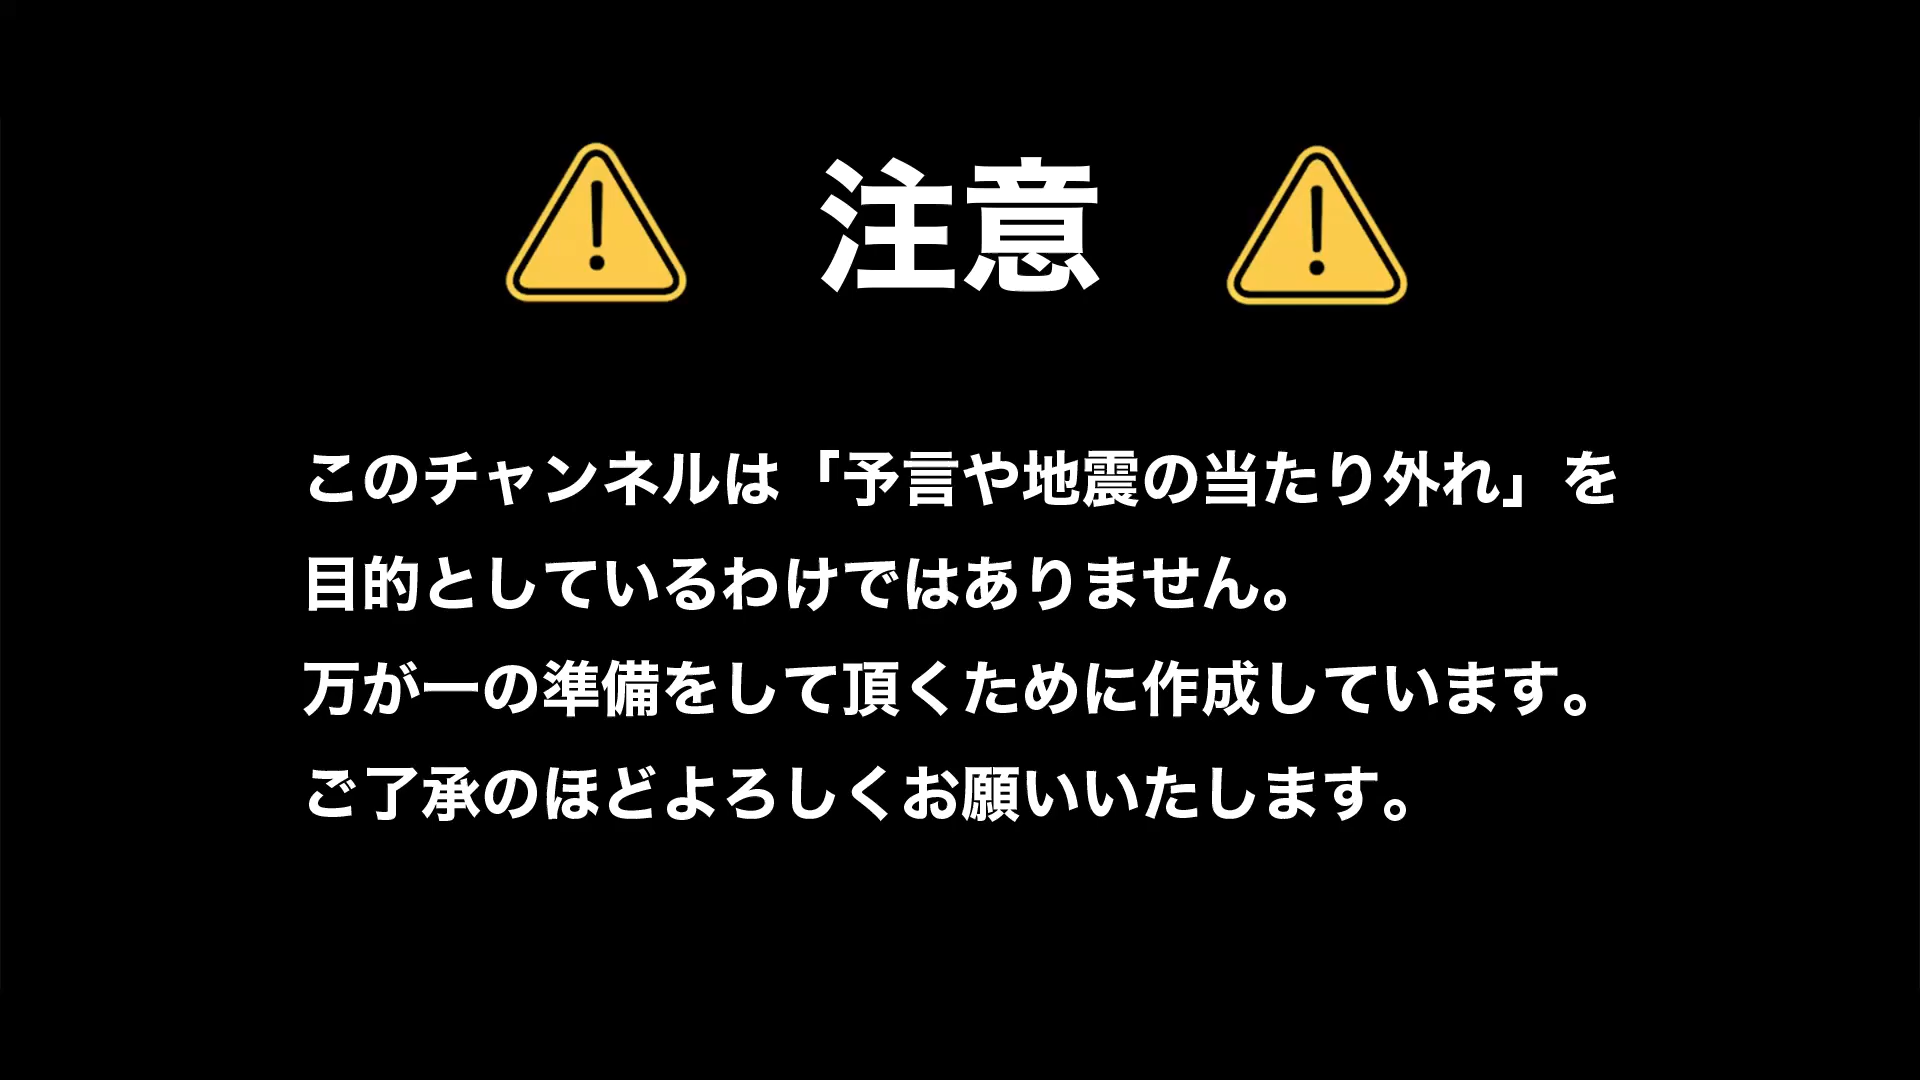 注意
このチャンネルは「予言や地震の当たり外れ」を
目的としているわけではありません。
万が一の準備をして頂くために作成しています。
ご了承のほどよろしくお願いいたします。